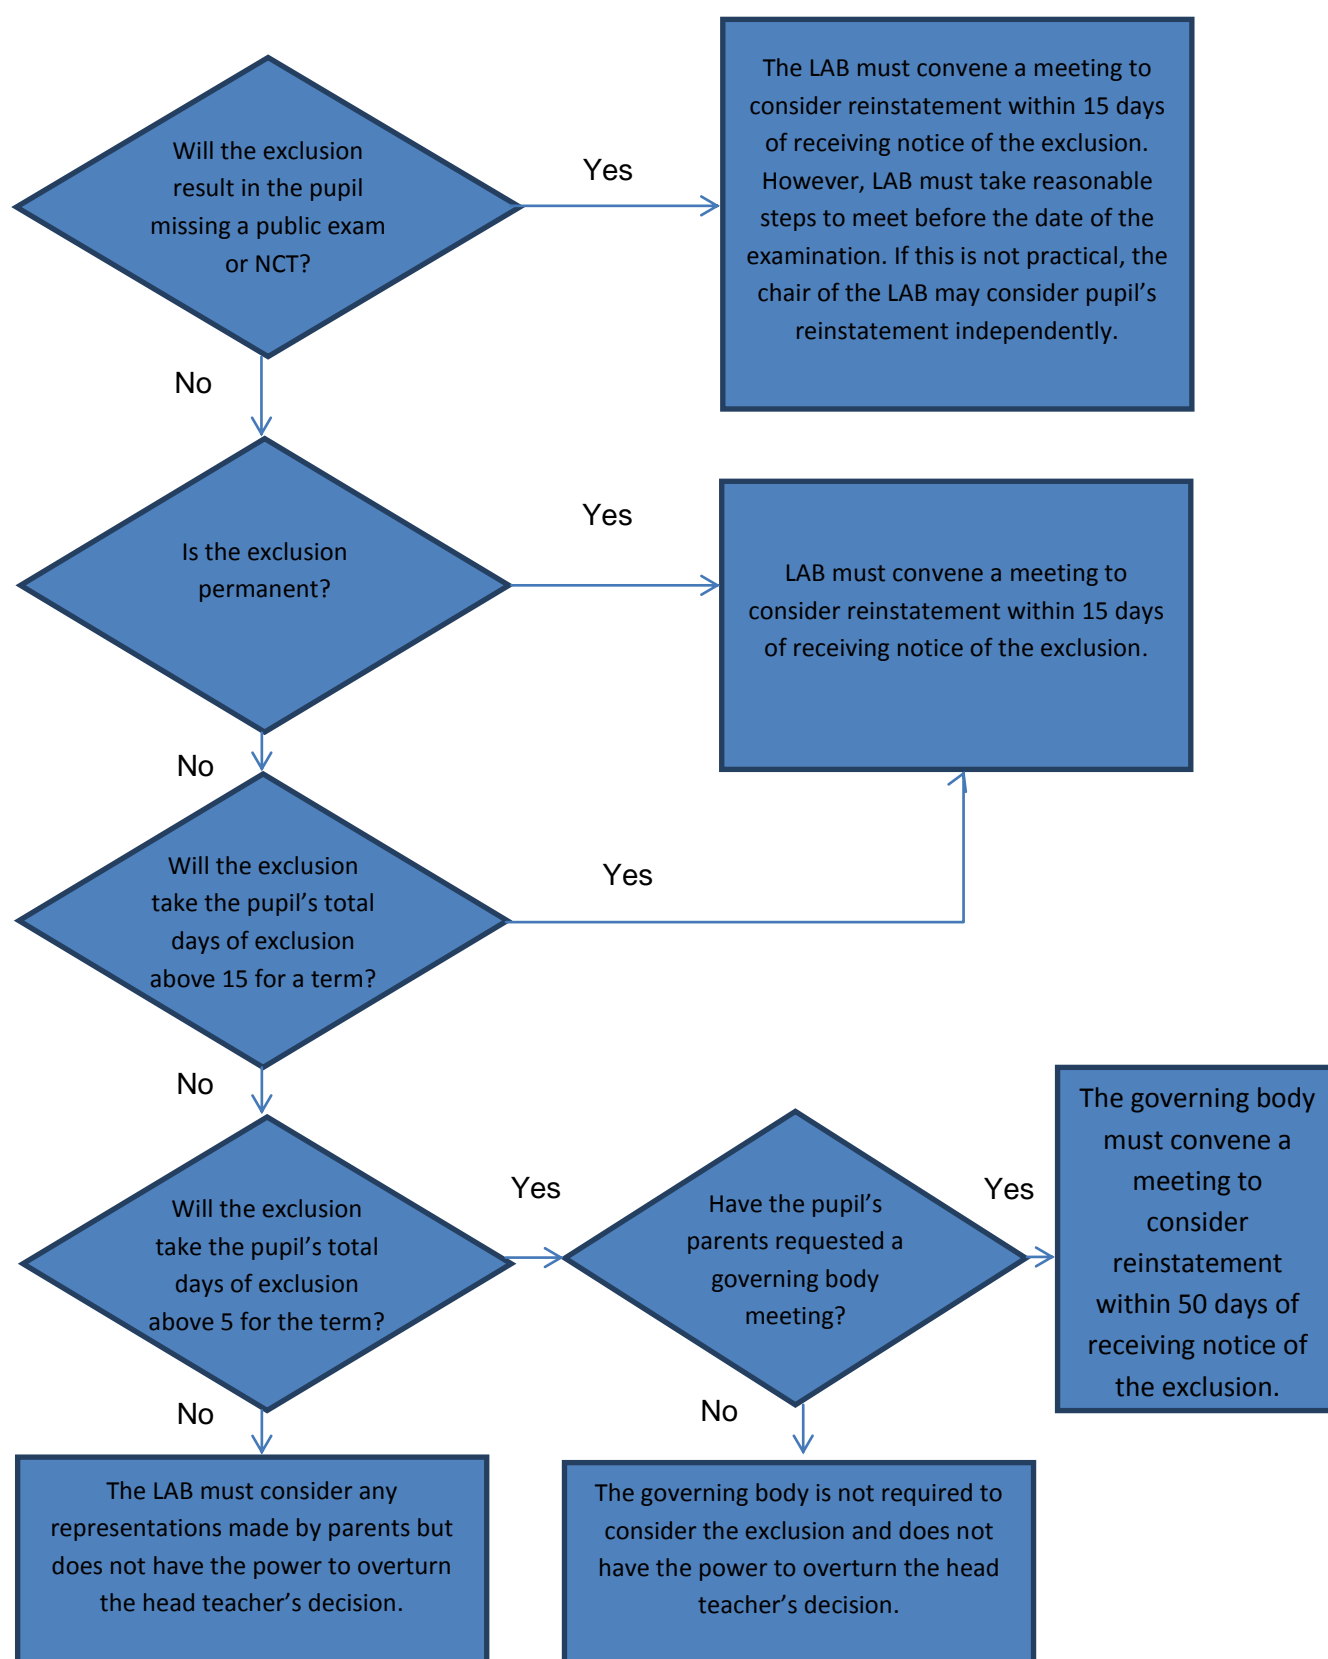 Will the exclusion
result in the pupil
missing a public exam
or NCT?
Yes
The LAB must convene a meeting to
consider reinstatement within 15 days
of receiving notice of the exclusion.
However, LAB must take reasonable
steps to meet before the date of the
examination. If this is not practical, the
chair of the LAB may consider pupil’s
reinstatement independently.
No
Is the exclusion
permanent?
Yes
LAB must convene a meeting to
consider reinstatement within 15 days
of receiving notice of the exclusion.
No
Will the exclusion
take the pupil’s total
days of exclusion
above 15 for a term?
Yes
No
Will the exclusion
take the pupil’s total
days of exclusion
above 5 for the term?
Yes
Have the pupil’s
parents requested a
governing body
meeting?
Yes
The governing body
must convene a
meeting to
consider
reinstatement
within 50 days of
receiving notice of
the exclusion.
No
The LAB must consider any
representations made by parents but
does not have the power to overturn
the head teacher’s decision.
No
The governing body is not required to
consider the exclusion and does not
have the power to overturn the head
teacher’s decision.